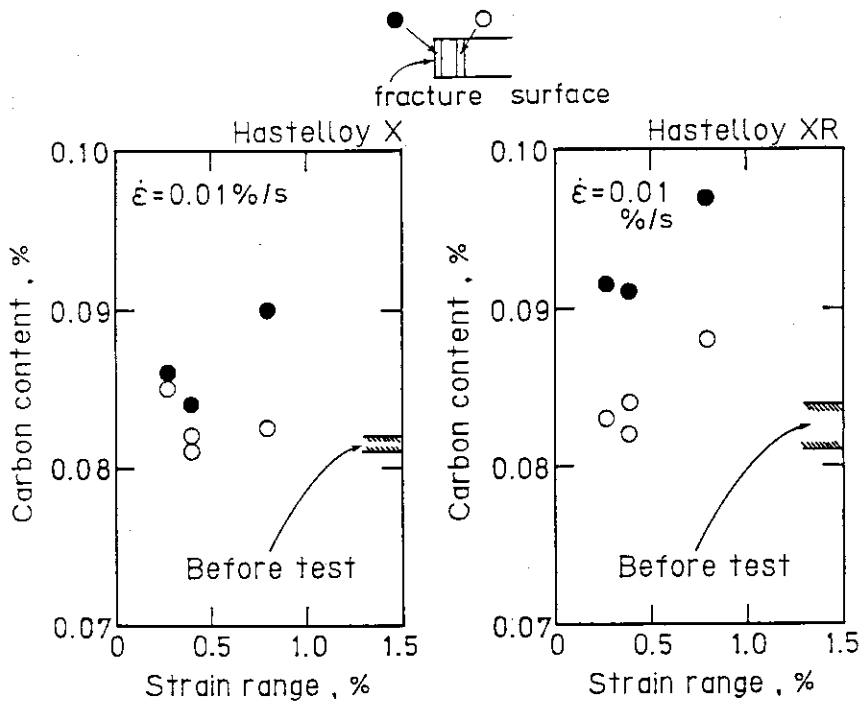 fracture surface
Hastelloy X
ε̇=0.01%/s
0.10
0.09
0.08
0.07
0
0.5
1.0
1.5
Carbon content , %
Strain range , %
Before test
Hastelloy XR
ε̇=0.01
%/s
0.10
0.09
0.08
0.07
0
0.5
1.0
1.5
Carbon content , %
Strain range , %
Before test